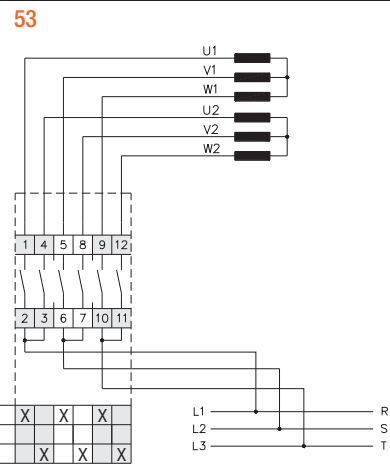 53
U1
V1
W1
U2
V2
W2
1 4 5 8 9 12
2 3 6 7 10 11
X X X
L1 R
L2 S
L3 T
X X X